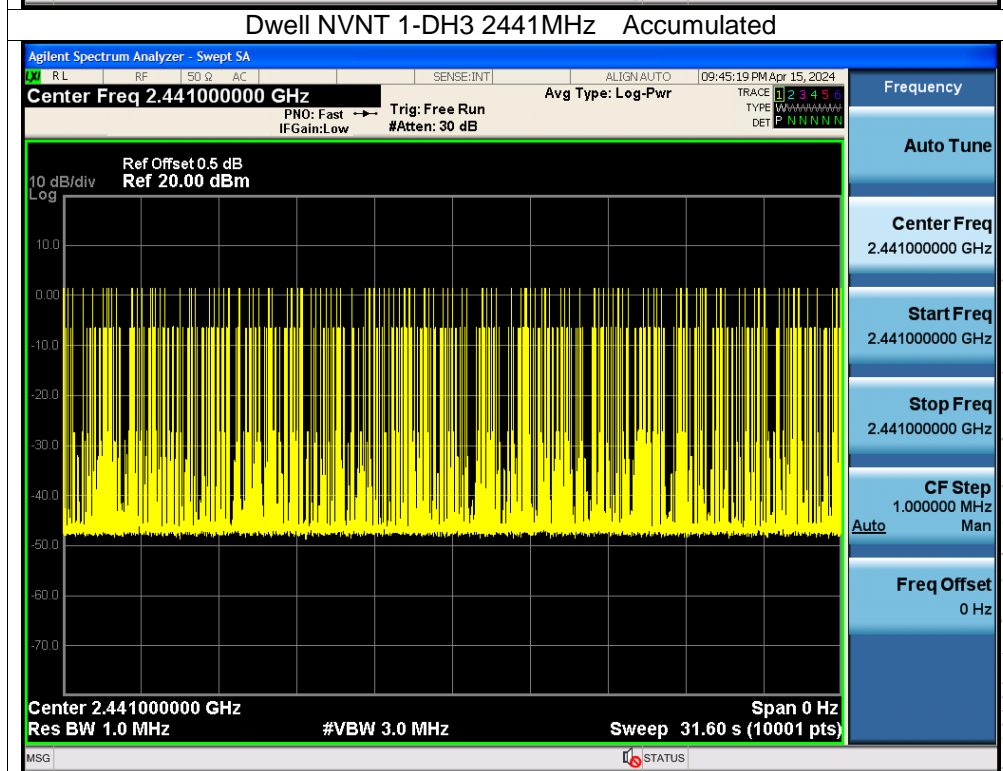 Dwell NVNT 1-DH3 2441MHz Accumulated
Agilent Spectrum Analyzer - Swept SA
LXI RL RF 50 Ω AC SENSE:INT ALIGN AUTO 09:45:19 PM Apr 15, 2024
Center Freq 2.441000000 GHz
Avg Type: Log-Pwr
TRACE 1 2 3 4 5 6
PNO: Fast
Trig: Free Run
TYPE WWWWWW
IFGain:Low
#Atten: 30 dB
DET P N N N N N
Ref Offset 0.5 dB
10 dB/div Ref 20.00 dBm
Log
10.0
0.00
-10.0
-20.0
-30.0
-40.0
-50.0
-60.0
-70.0
Center 2.441000000 GHz Span 0 Hz
Res BW 1.0 MHz #VBW 3.0 MHz Sweep 31.60 s (10001 pts)
MSG STATUS
Frequency
Auto Tune
Center Freq
2.441000000 GHz
Start Freq
2.441000000 GHz
Stop Freq
2.441000000 GHz
CF Step
1.000000 MHz
Auto Man
Freq Offset
0 Hz